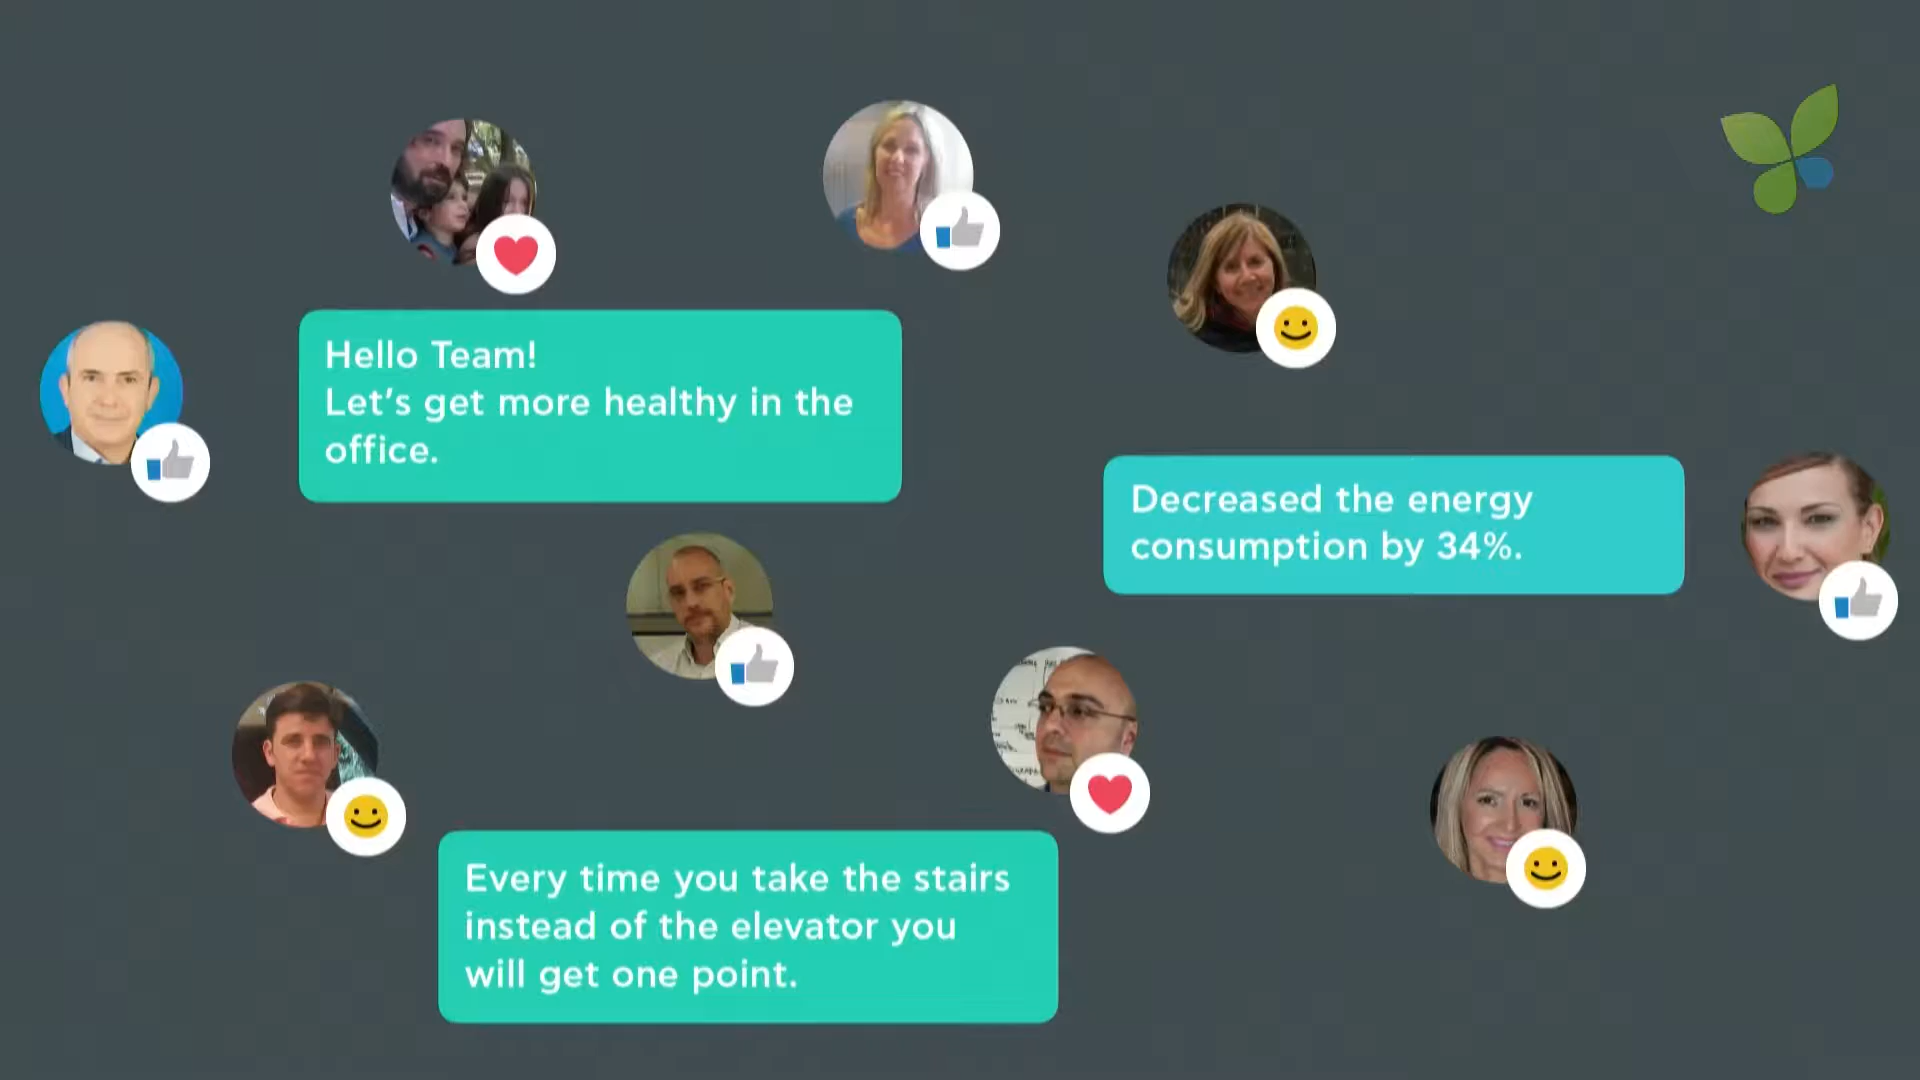 Hello Team!
Let's get more healthy in the
office.
Decreased the energy
consumption by 34%.
Every time you take the stairs
instead of the elevator you
will get one point.